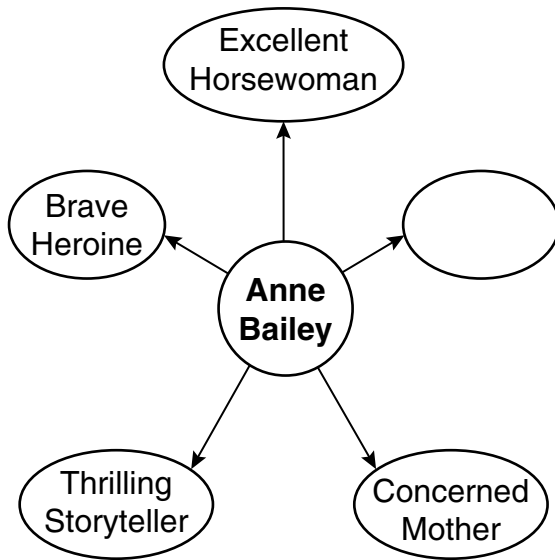 Excellent
Horsewoman
Brave
Heroine
Anne
Bailey
Thrilling
Storyteller
Concerned
Mother